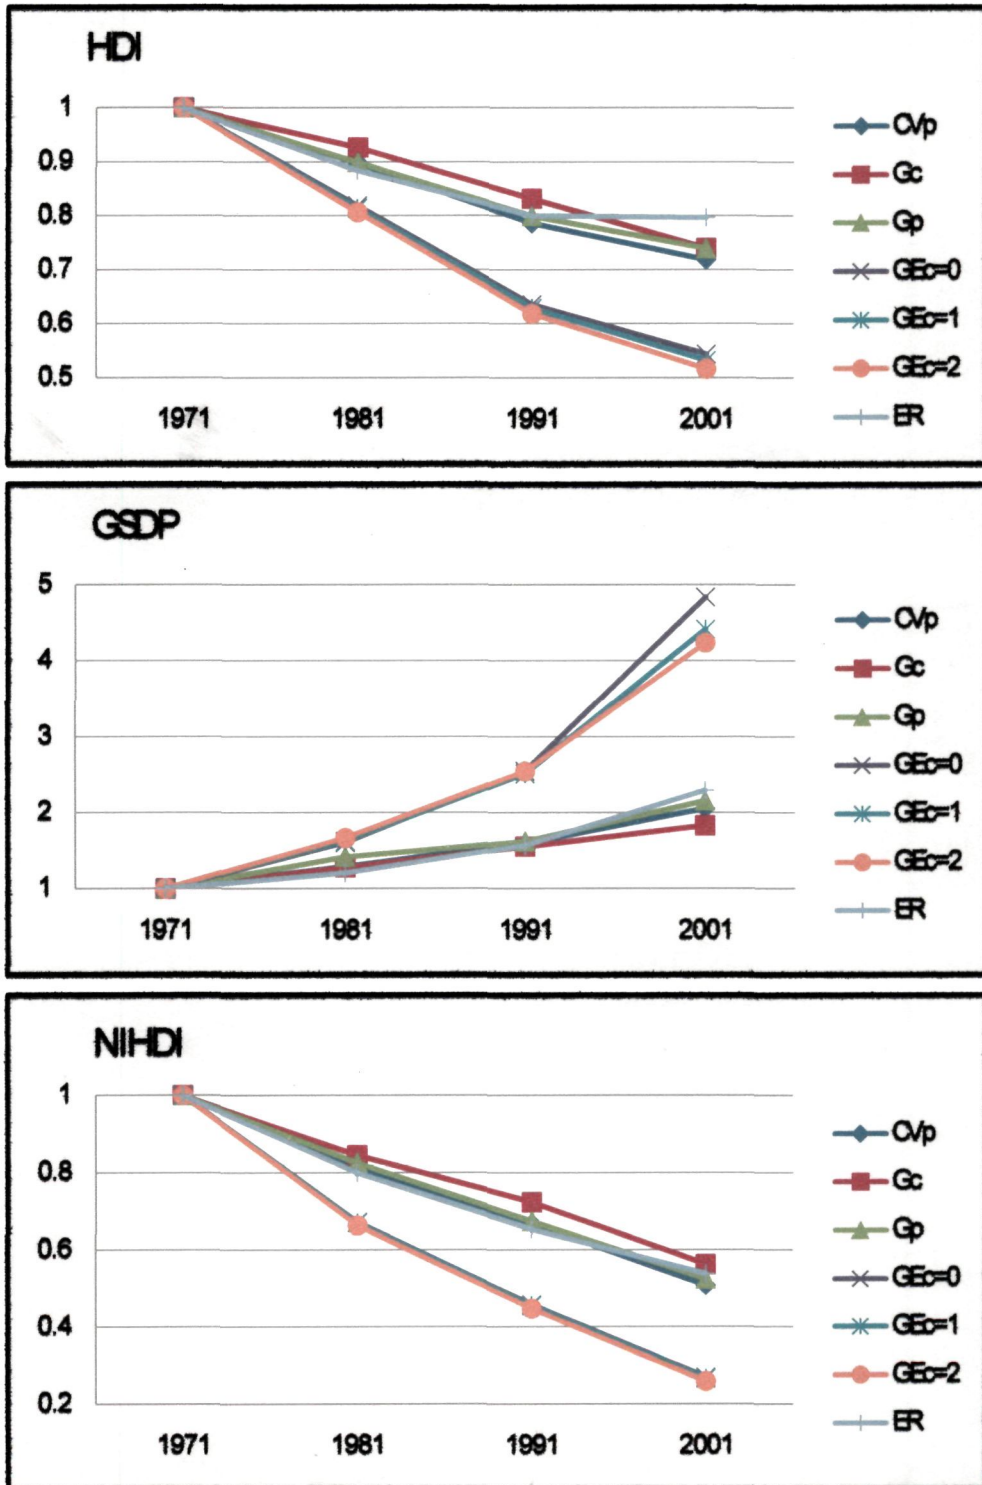 HDI
1
0.9
0.8
0.7
0.6
0.5
1971 1981 1991 2001
CVp
Gc
Gp
GEc=0
GEc=1
GEc=2
ER
GSDP
5
4
3
2
1
1971 1981 1991 2001
CVp
Gc
Gp
GEc=0
GEc=1
GEc=2
ER
NIHDI
1
0.8
0.6
0.4
0.2
1971 1981 1991 2001
CVp
Gc
Gp
GEc=0
GEc=1
GEc=2
ER